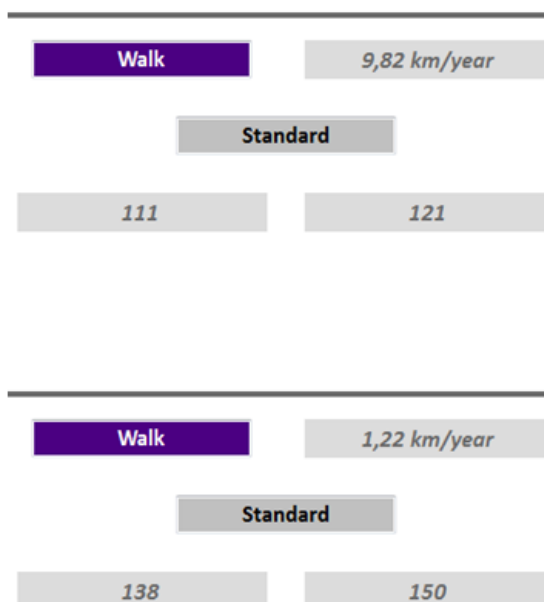 Walk 9,82 km/year
Standard
111 121
Walk 1,22 km/year
Standard
138 150